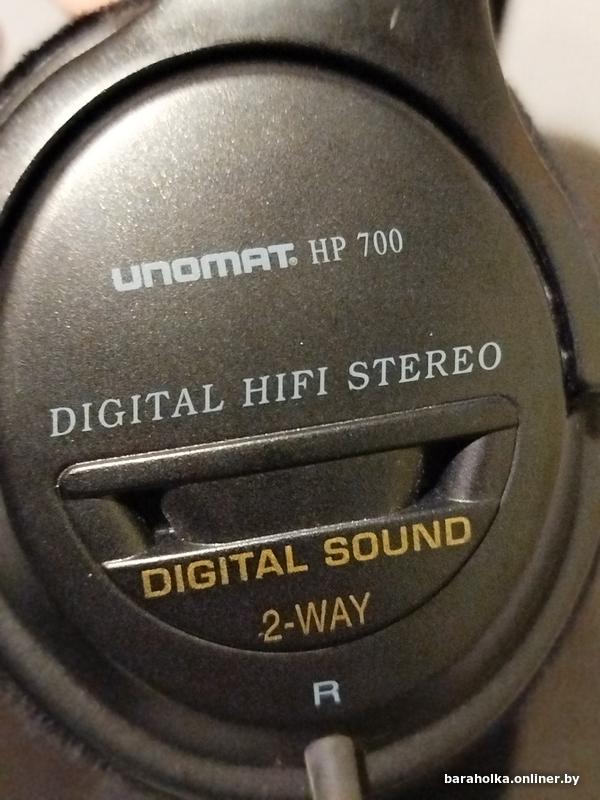 UNOMAT® HP 700
DIGITAL HIFI STEREO
DIGITAL SOUND
2-WAY
R
baraholka.onliner.by